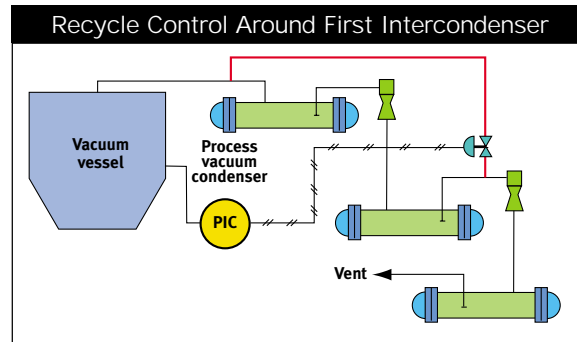 Recycle Control Around First Intercondenser
Vacuum
vessel
Process
vacuum
condenser
PIC
Vent